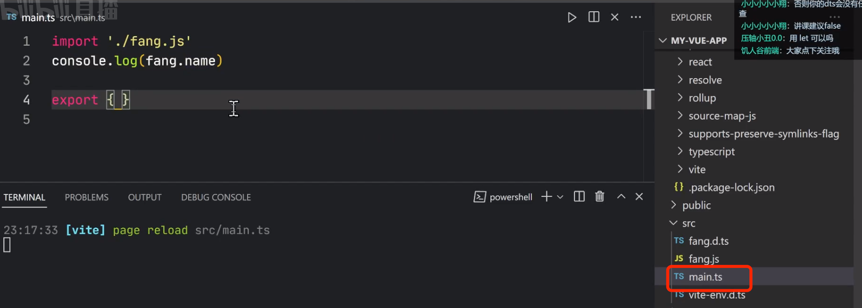 TS main.ts src\main.ts
1 import './fang.js'
2 console.log(fang.name)
3
4 export { }
5
TERMINAL PROBLEMS OUTPUT DEBUG CONSOLE
powershell
23:17:33 [vite] page reload src/main.ts
EXPLORER
MY-VUE-APP
react
resolve
rollup
source-map-js
supports-preserve-symlinks-flag
typescript
vite
{} .package-lock.json
public
src
TS fang.d.ts
JS fang.js
TS main.ts
TS vite-env.d.ts
小小小小小翔：否则你的dts会没有任
查
小小小小小翔：讲课建议false
压轴小丑0.0：用 let 可以吗
饥人谷前端：大家点下关注哦